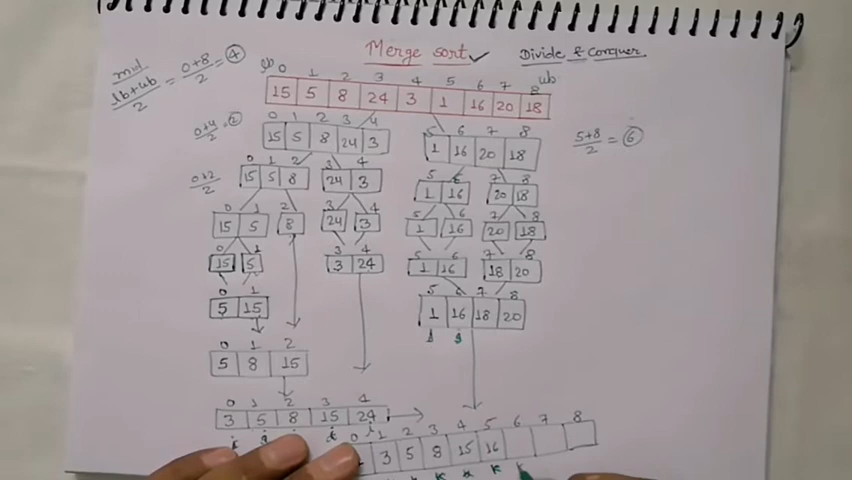 Merge sort ✓ Divide & Conquer
mid
lb+ub/2 = 0+8/2 = 4
lb ub
0 1 2 3 4 5 6 7 8
15 5 8 24 3 1 16 20 18
0+4/2 = 2
0 1 2 3 4 5 6 7 8
15 5 8 24 3 1 16 20 18
5+8/2 = 6
0+2/2
0 1 2 3 4 5 6 7 8
15 5 8 24 3 1 16 20 18
0 1 2 3 4 5 6 7 8
15 5 8 24 3 1 16 20 18
0 1 3 4 5 6 7 8
15 5 3 24 1 16 18 20
0 1 5 6 7 8
5 15 1 16 18 20
0 1 2
5 8 15
0 1 2 3 4
3 5 8 15 24
0 1 2 3 4 5 6 7 8
3 5 8 15 16
k k k k